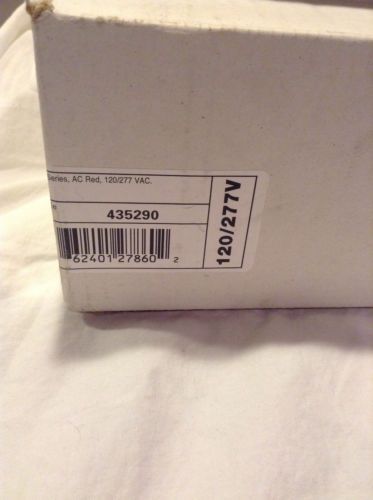 Series, AC Red, 120/277 VAC.
435290
62401 27860 2
120/277V